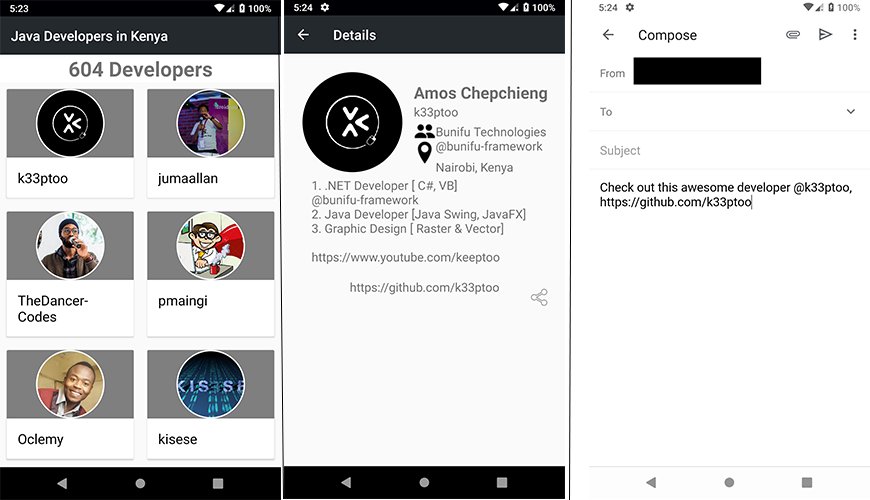 5:23
100%
Java Developers in Kenya
604 Developers
k33ptoo
jumaallan
TheDancer-
Codes
pmaingi
KISESE
Oclemy
kisese
5:24
100%
Details
Amos Chepchieng
k33ptoo
Bunifu Technologies
@bunifu-framework
Nairobi, Kenya
1. .NET Developer [ C#, VB]
@bunifu-framework
2. Java Developer [Java Swing, JavaFX]
3. Graphic Design [ Raster & Vector]
https://www.youtube.com/keeptoo
https://github.com/k33ptoo
5:24
100%
Compose
From
To
Subject
Check out this awesome developer @k33ptoo,
https://github.com/k33ptoo